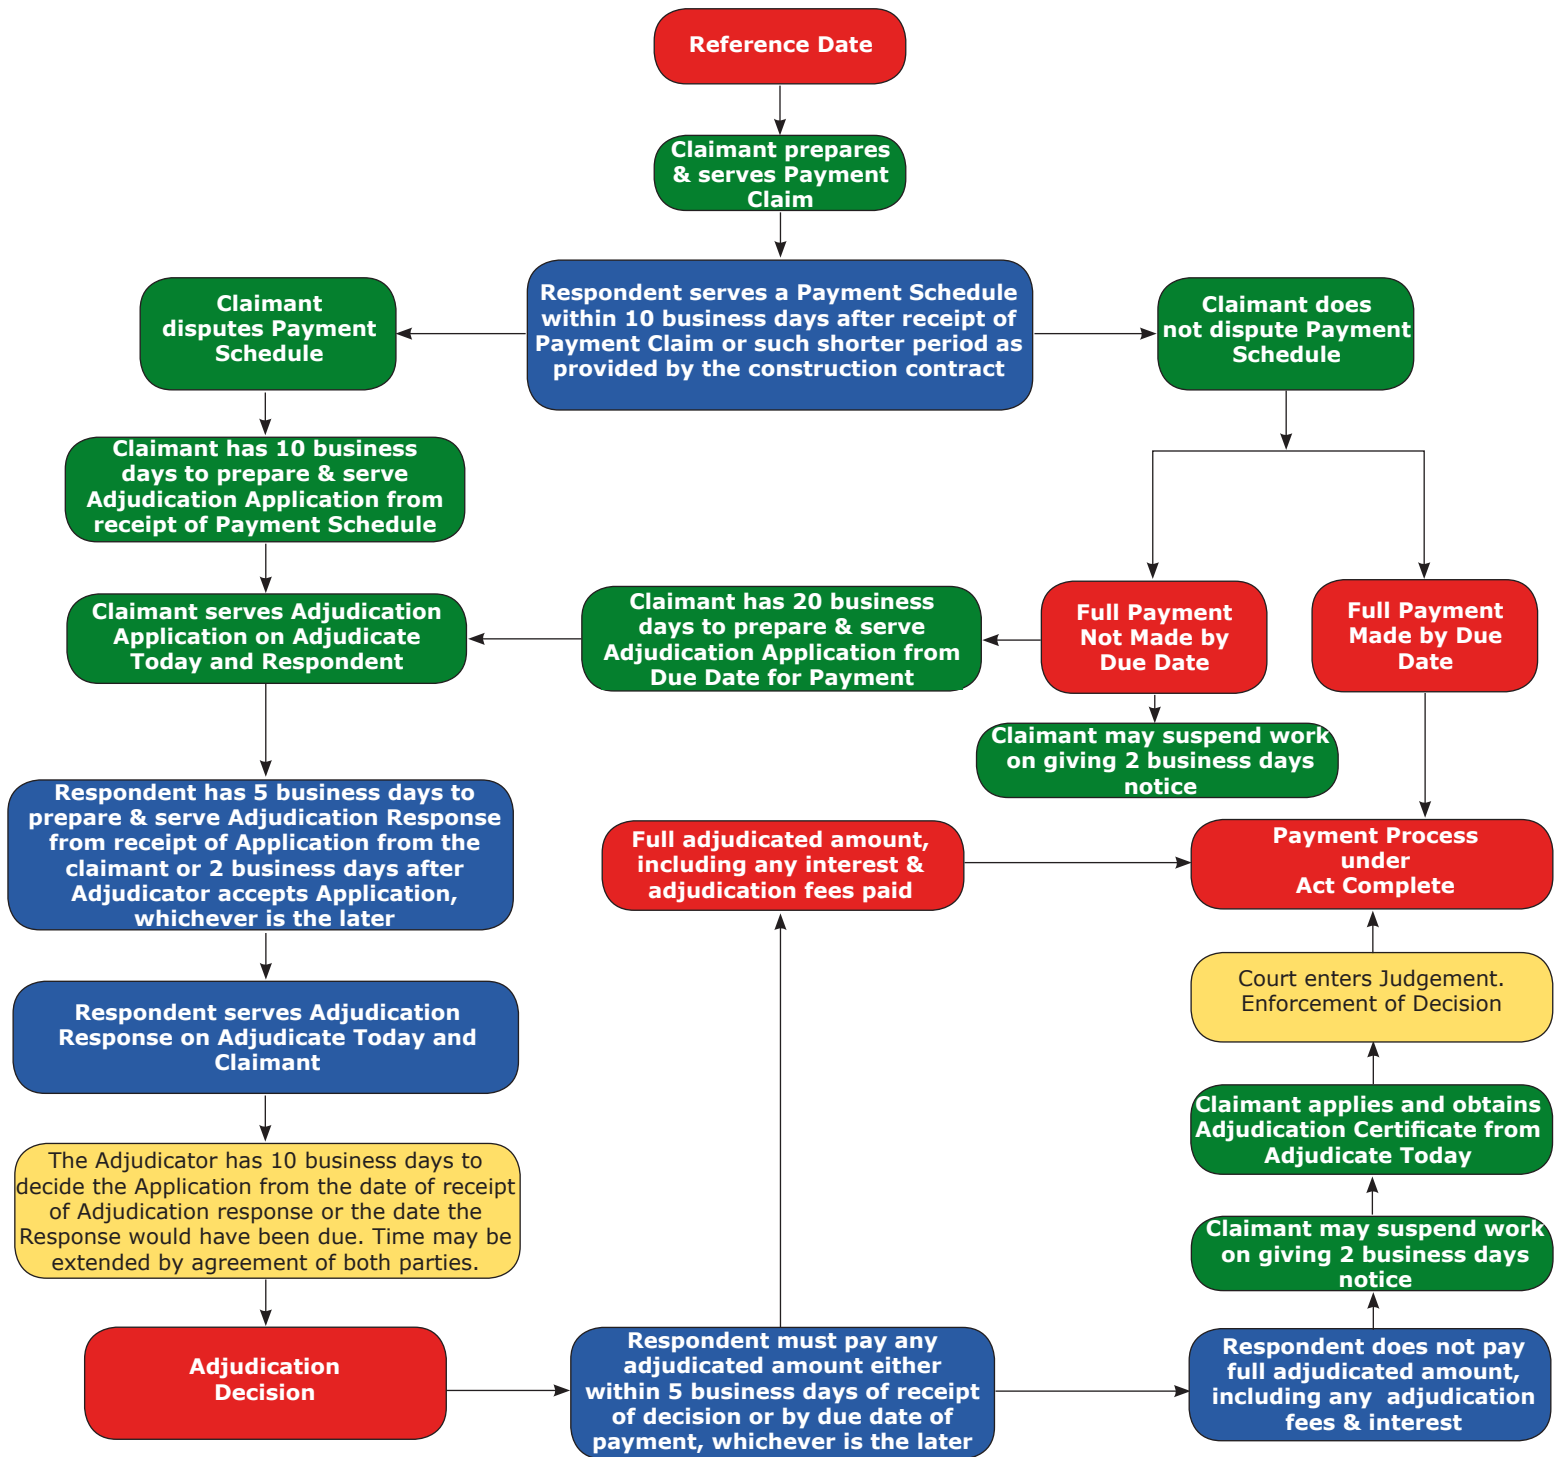 Reference Date
Claimant prepares
& serves Payment
Claim
Respondent serves a Payment Schedule
within 10 business days after receipt of
Payment Claim or such shorter period as
provided by the construction contract
Claimant
disputes Payment
Schedule
Claimant does
not dispute Payment
Schedule
Claimant has 10 business
days to prepare & serve
Adjudication Application from
receipt of Payment Schedule
Claimant serves Adjudication
Application on Adjudicate
Today and Respondent
Claimant has 20 business
days to prepare & serve
Adjudication Application from
Due Date for Payment
Full Payment
Not Made by
Due Date
Full Payment
Made by Due
Date
Claimant may suspend work
on giving 2 business days
notice
Respondent has 5 business days to
prepare & serve Adjudication Response
from receipt of Application from the
claimant or 2 business days after
Adjudicator accepts Application,
whichever is the later
Full adjudicated amount,
including any interest &
adjudication fees paid
Payment Process
under
Act Complete
Respondent serves Adjudication
Response on Adjudicate Today and
Claimant
Court enters Judgement.
Enforcement of Decision
Claimant applies and obtains
Adjudication Certificate from
Adjudicate Today
The Adjudicator has 10 business days to
decide the Application from the date of receipt
of Adjudication response or the date the
Response would have been due. Time may be
extended by agreement of both parties.
Claimant may suspend work
on giving 2 business days
notice
Adjudication
Decision
Respondent must pay any
adjudicated amount either
within 5 business days of receipt
of decision or by due date of
payment, whichever is the later
Respondent does not pay
full adjudicated amount,
including any adjudication
fees & interest